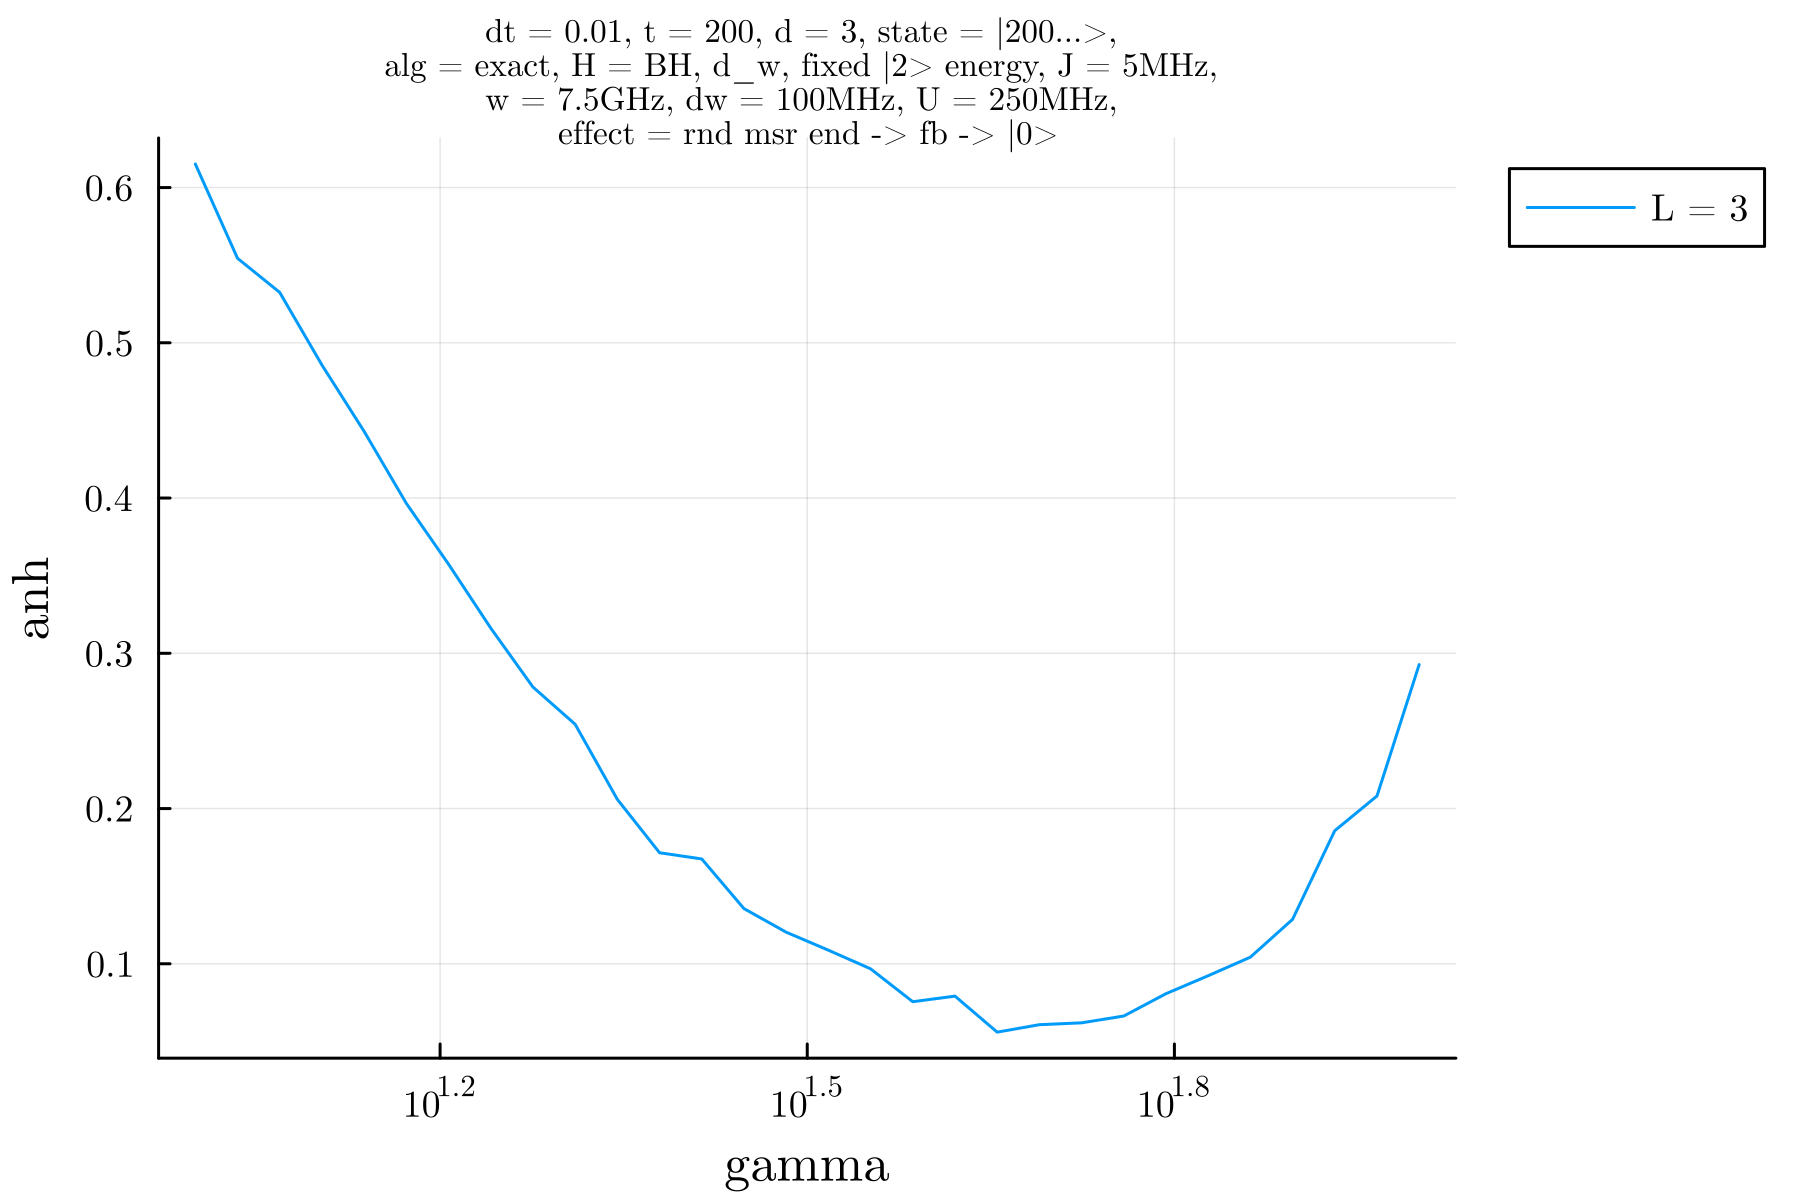 dt = 0.01, t = 200, d = 3, state = |200...>,
alg = exact, H = BH, d_w, fixed |2> energy, J = 5MHz,
w = 7.5GHz, dw = 100MHz, U = 250MHz,
effect = rnd msr end -> fb -> |0>
L = 3
0.6
0.5
0.4
0.3
0.2
0.1
anh
10^1.2 10^1.5 10^1.8
gamma